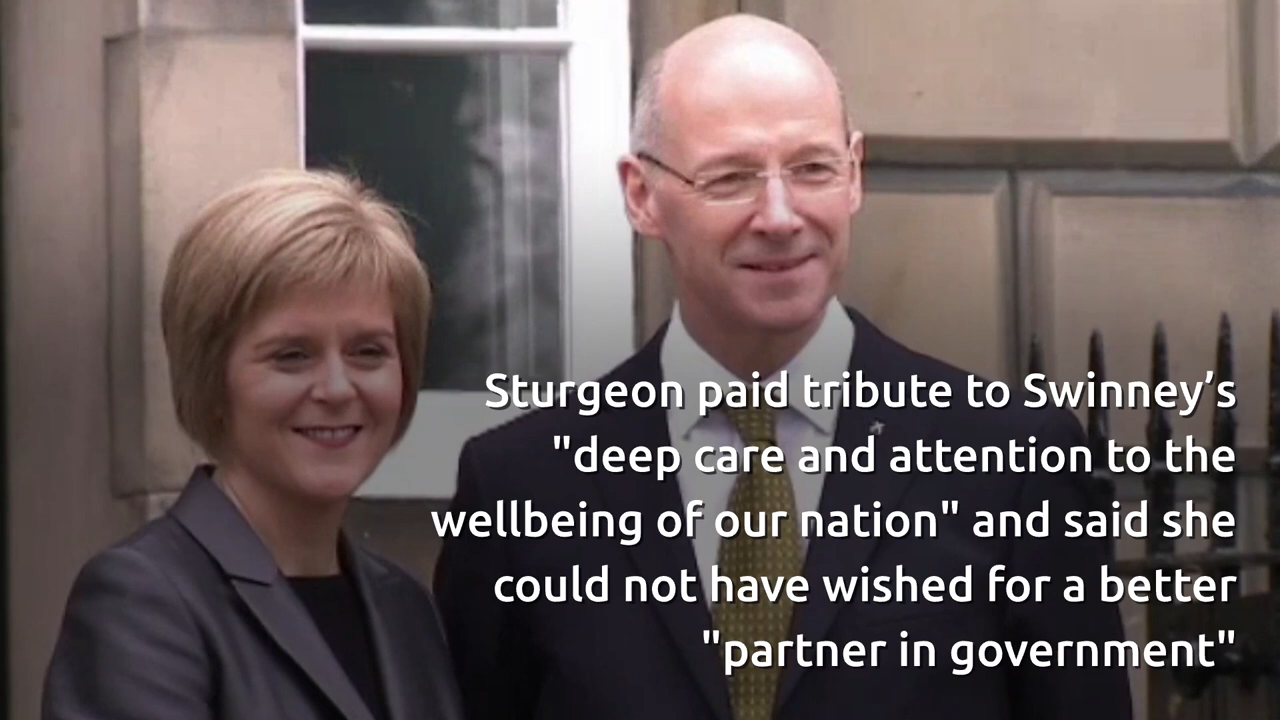 Sturgeon paid tribute to Swinney’s
"deep care and attention to the
wellbeing of our nation" and said she
could not have wished for a better
"partner in government"